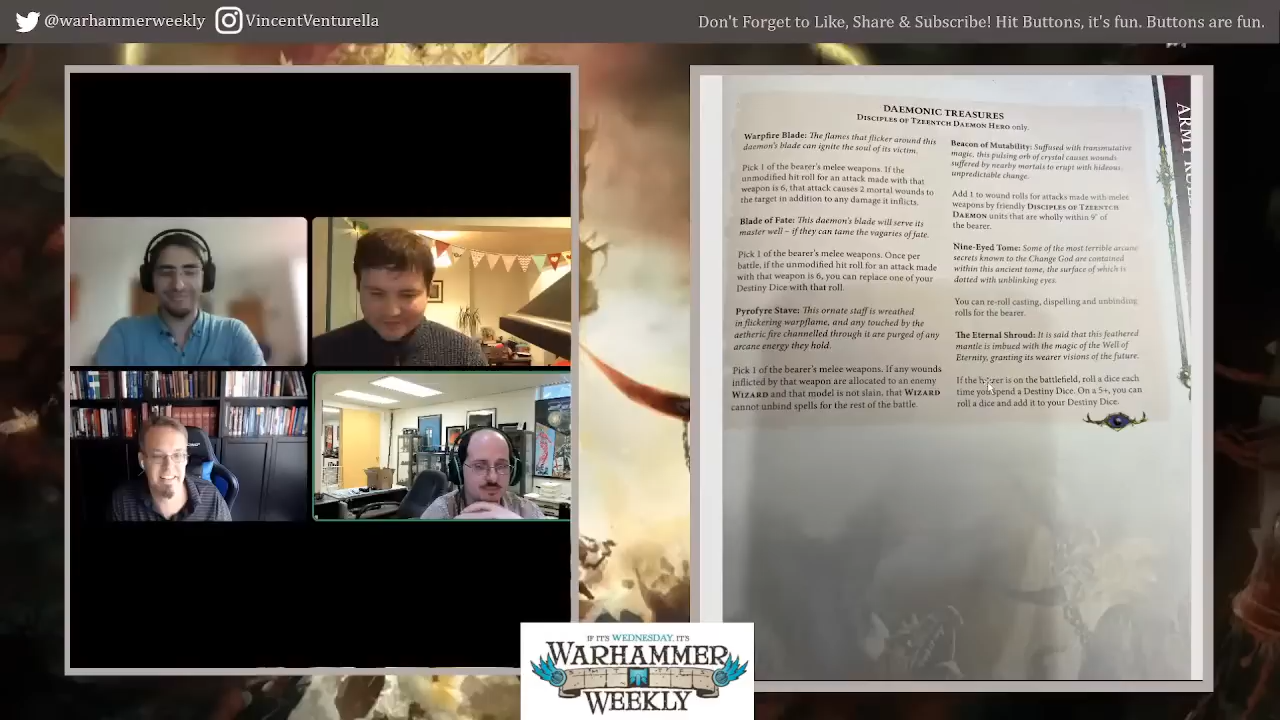 @warhammerweekly VincentVenturella
Don't Forget to Like, Share & Subscribe! Hit Buttons, it's fun. Buttons are fun.
DAEMONIC TREASURES
DISCIPLES OF TZEENTCH DAEMON HERO only.
Warpfire Blade: The flames that flicker around this
daemon's blade can ignite the soul of its victim.
Pick 1 of the bearer's melee weapons. If the
unmodified hit roll for an attack made with that
weapon is 6, that attack causes 2 mortal wounds to
the target in addition to any damage it inflicts.
Blade of Fate: This daemon's blade will serve its
master well – if they can tame the vagaries of fate.
Pick 1 of the bearer's melee weapons. Once per
battle, if the unmodified hit roll for an attack made
with that weapon is 6, you can replace one of your
Destiny Dice with that roll.
Pyrofyre Stave: This ornate staff is wreathed
in flickering warpflame, and any touched by the
aetheric fire channelled through it are purged of any
arcane energy they hold.
Pick 1 of the bearer's melee weapons. If any wounds
inflicted by that weapon are allocated to an enemy
WIZARD and that model is not slain, that WIZARD
cannot unbind spells for the rest of the battle.
Beacon of Mutability: Suffused with transmutative
magic, this pulsing orb of crystal causes wounds
suffered by nearby mortals to erupt with hideous,
unpredictable change.
Add 1 to wound rolls for attacks made with melee
weapons by friendly DISCIPLES OF TZEENTCH
DAEMON units that are wholly within 9" of
the bearer.
Nine-Eyed Tome: Some of the most terrible arcane
secrets known to the Change God are contained
within this ancient tome, the surface of which is
dotted with unblinking eyes.
You can re-roll casting, dispelling and unbinding
rolls for the bearer.
The Eternal Shroud: It is said that this feathered
mantle is imbued with the magic of the Well of
Eternity, granting its wearer visions of the future.
If the bearer is on the battlefield, roll a dice each
time you spend a Destiny Dice. On a 5+, you can
roll a dice and add it to your Destiny Dice.
ARMY
IF IT'S WEDNESDAY, IT'S
WARHAMMER
WEEKLY